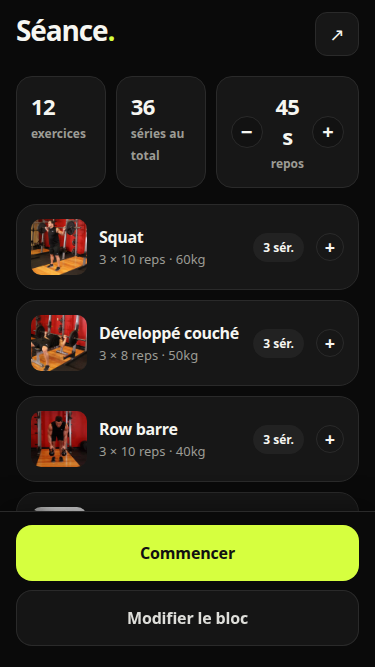 Séance.
↗
12
exercices
36
séries au
total
−
45
s
repos
+
Squat
3 × 10 reps · 60kg
3 sér.
+
Développé couché
3 × 8 reps · 50kg
3 sér.
+
Row barre
3 × 10 reps · 40kg
3 sér.
+
Commencer
Modifier le bloc